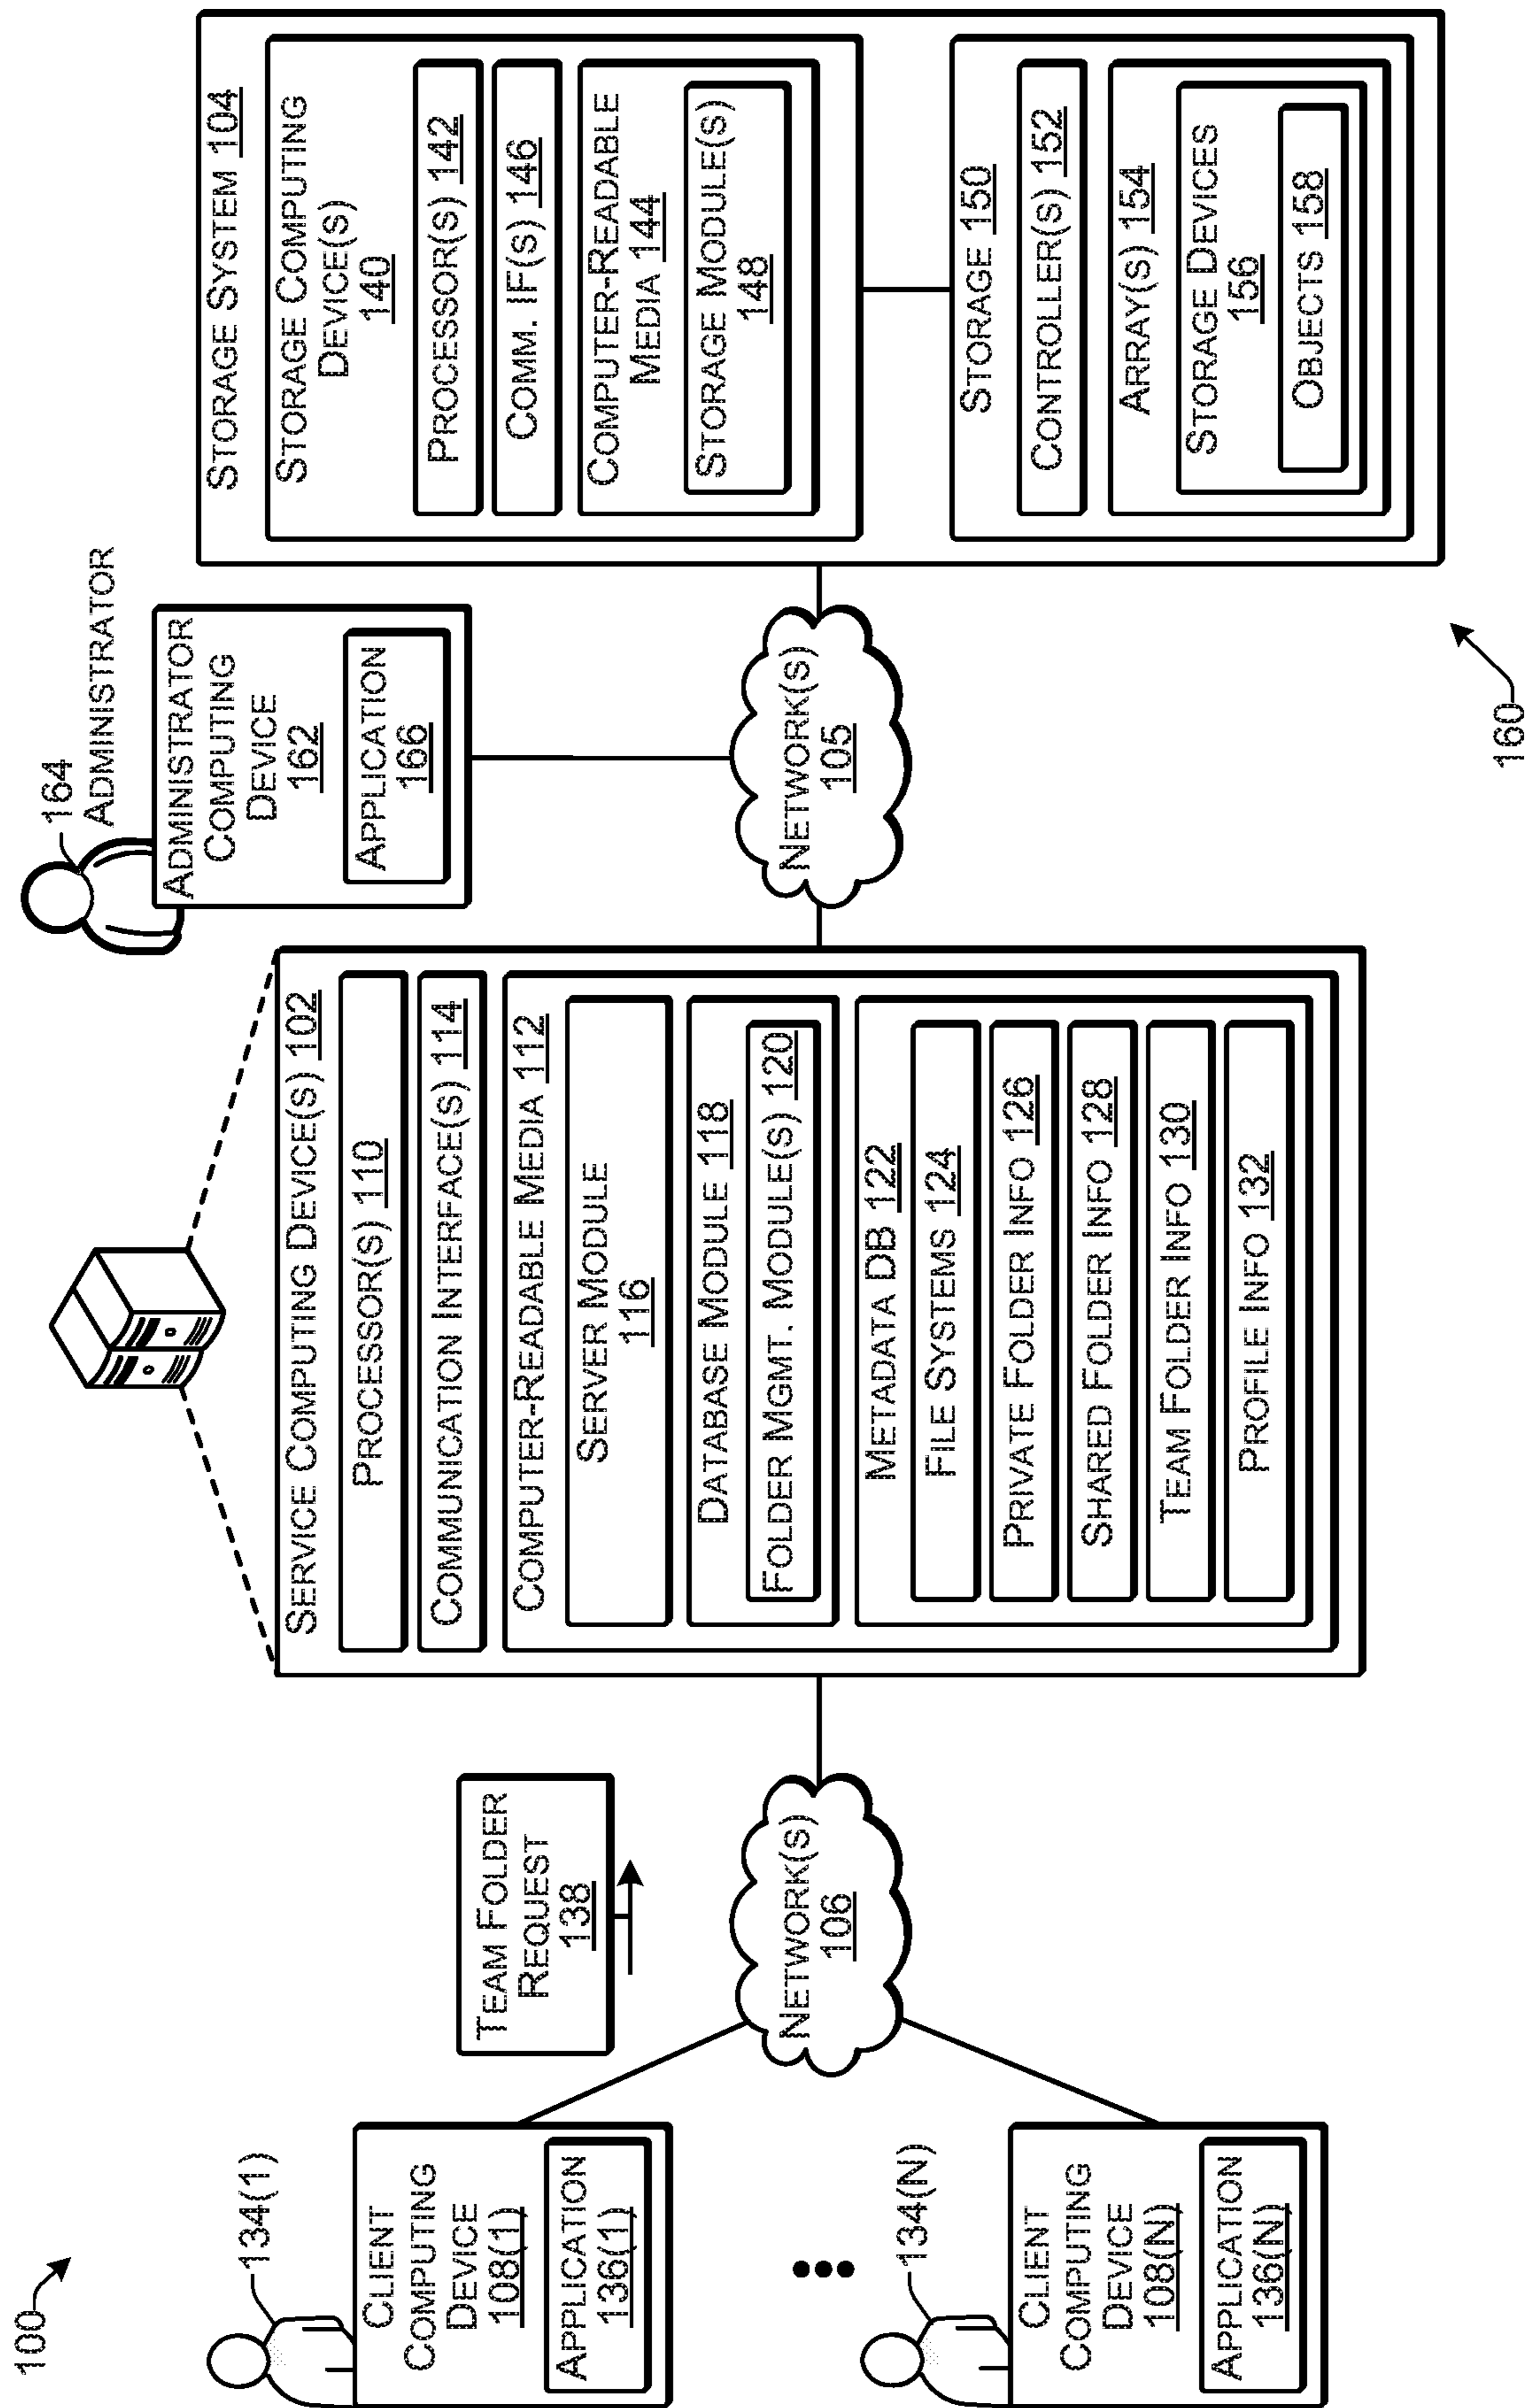 100
134(1)
CLIENT
COMPUTING
DEVICE
108(1)
APPLICATION
136(1)
134(N)
CLIENT
COMPUTING
DEVICE
108(N)
APPLICATION
136(N)
TEAM FOLDER
REQUEST
138
NETWORK(S)
106
SERVICE COMPUTING DEVICE(S) 102
PROCESSOR(S) 110
COMMUNICATION INTERFACE(S) 114
COMPUTER-READABLE MEDIA 112
SERVER MODULE
116
DATABASE MODULE 118
FOLDER MGMT. MODULE(S) 120
METADATA DB 122
FILE SYSTEMS 124
PRIVATE FOLDER INFO 126
SHARED FOLDER INFO 128
TEAM FOLDER INFO 130
PROFILE INFO 132
164
ADMINISTRATOR
ADMINISTRATOR
COMPUTING
DEVICE
162
APPLICATION
166
NETWORK(S)
105
STORAGE SYSTEM 104
STORAGE COMPUTING
DEVICE(S)
140
PROCESSOR(S) 142
COMM. IF(S) 146
COMPUTER-READABLE
MEDIA 144
STORAGE MODULE(S)
148
STORAGE 150
CONTROLLER(S) 152
ARRAY(S) 154
STORAGE DEVICES
156
OBJECTS 158
160